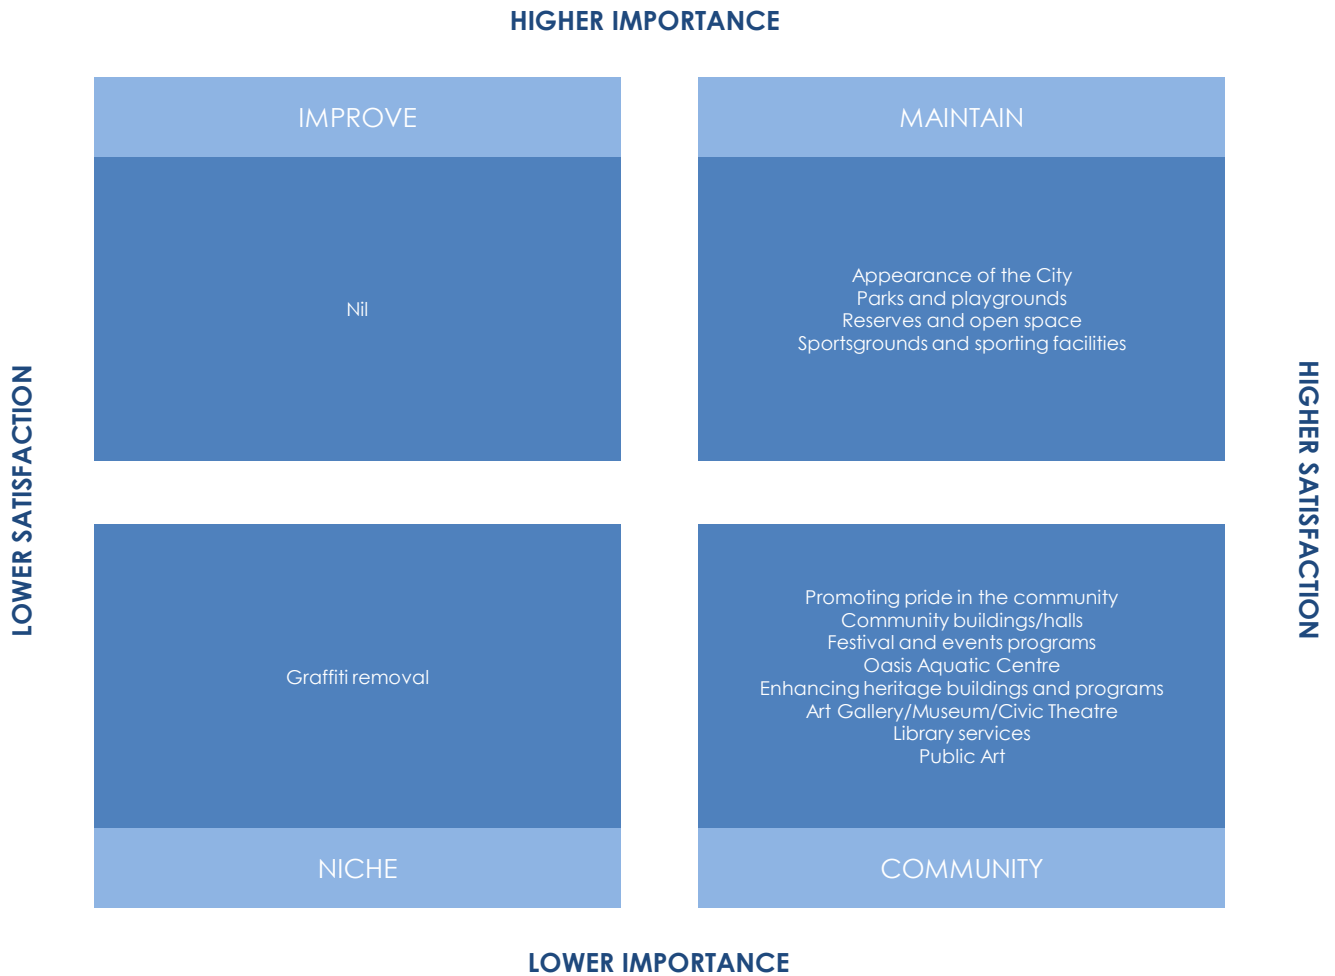 HIGHER IMPORTANCE
IMPROVE
Nil
MAINTAIN
Appearance of the City
Parks and playgrounds
Reserves and open space
Sportsgrounds and sporting facilities
LOWER SATISFACTION
HIGHER SATISFACTION
Graffiti removal
NICHE
Promoting pride in the community
Community buildings/halls
Festival and events programs
Oasis Aquatic Centre
Enhancing heritage buildings and programs
Art Gallery/Museum/Civic Theatre
Library services
Public Art
COMMUNITY
LOWER IMPORTANCE